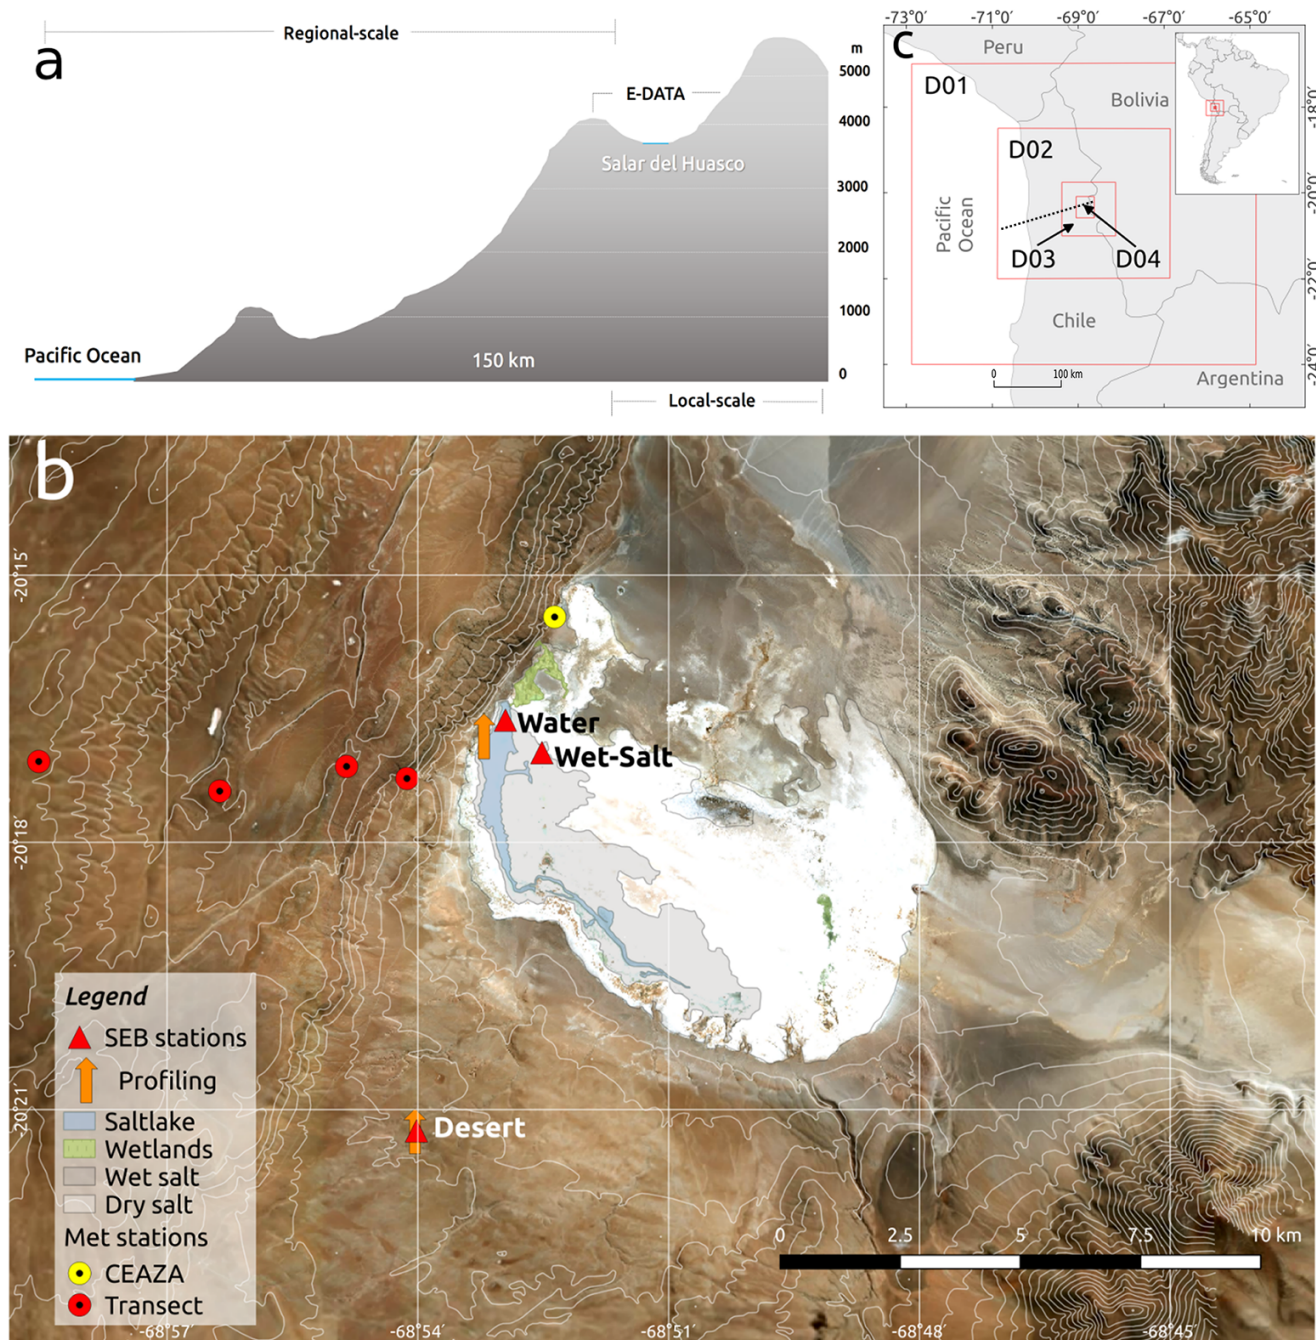 a
Regional-scale
E-DATA
Salar del Huasco
m
5000
4000
3000
2000
1000
0
Pacific Ocean
150 km
Local-scale
c
-73°0′
-71°0′
-69°0′
-67°0′
-65°0′
Peru
D01
Bolivia
D02
Pacific
Ocean
D03
D04
Chile
0
100 km
Argentina
-18°0′
-20°0′
-22°0′
-24°0′
b
-20°15′
-20°18′
-20°21′
Water
Wet-Salt
Desert
Legend
SEB stations
Profiling
Saltlake
Wetlands
Wet salt
Dry salt
Met stations
CEAZA
Transect
0
2.5
5
7.5
10 km
-68°57′
-68°54′
-68°51′
-68°48′
-68°45′